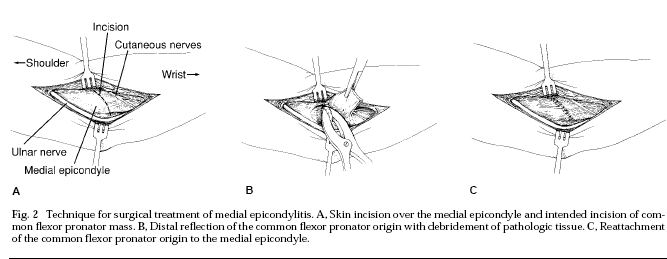 Incision
Cutaneous nerves
←Shoulder
Wrist→
Ulnar nerve
Medial epicondyle
A
B
C
Fig. 2 Technique for surgical treatment of medial epicondylitis. A, Skin incision over the medial epicondyle and intended incision of com-
mon flexor pronator mass. B, Distal reflection of the common flexor pronator origin with debridement of pathologic tissue. C, Reattachment
of the common flexor pronator origin to the medial epicondyle.